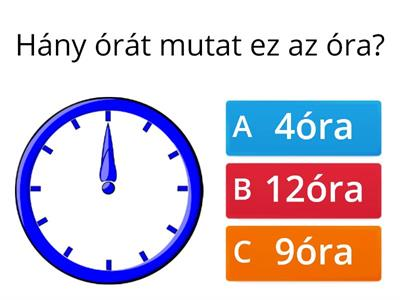 Hány órát mutat ez az óra?
A 4óra
B 12óra
C 9óra